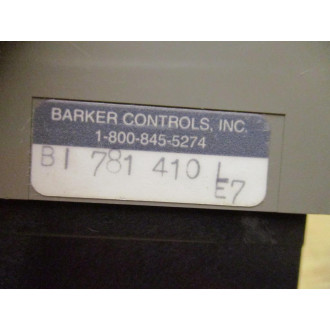 BARKER CONTROLS, INC.
1-800-845-5274
BI 781 410 L
E7